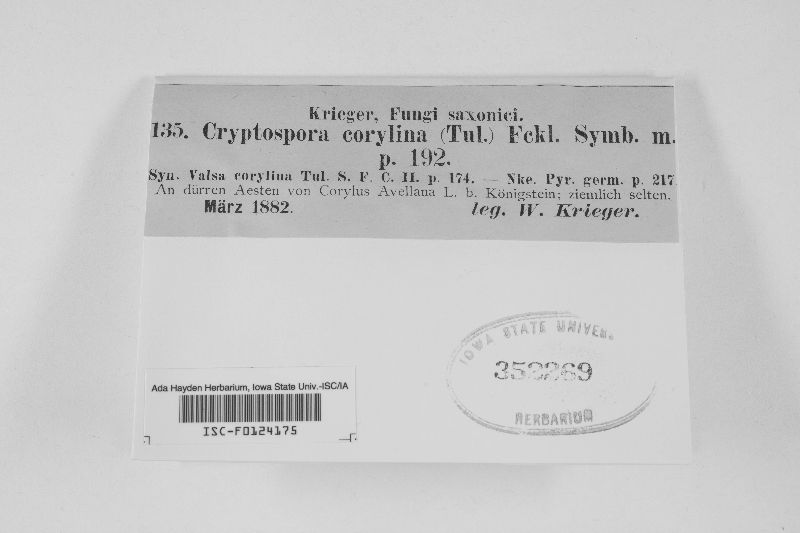 Krieger, Fungi saxonici.
135. Cryptospora corylina (Tul.) Fckl. Symb. m.
p. 192.
Syn. Valsa corylina Tul. S. F. C. II. p. 174. — Nke. Pyr. germ. p. 217.
An dürren Aesten von Corylus Avellana L. b. Königstein; ziemlich selten.
März 1882. leg. W. Krieger.
IOWA STATE UNIVER.
352269
HERBARIUM
Ada Hayden Herbarium, Iowa State Univ.-ISC/IA
ISC-F0124175